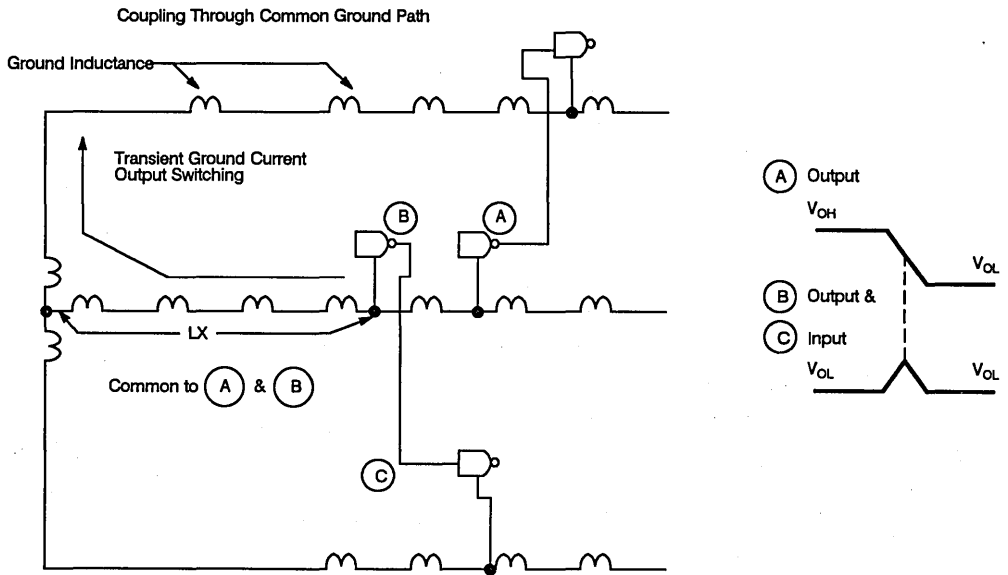 Coupling Through Common Ground Path
Ground Inductance
Transient Ground Current
Output Switching
B
A
LX
Common to A & B
C
A Output
VOH
VOL
B Output &
C Input
VOL
VOL